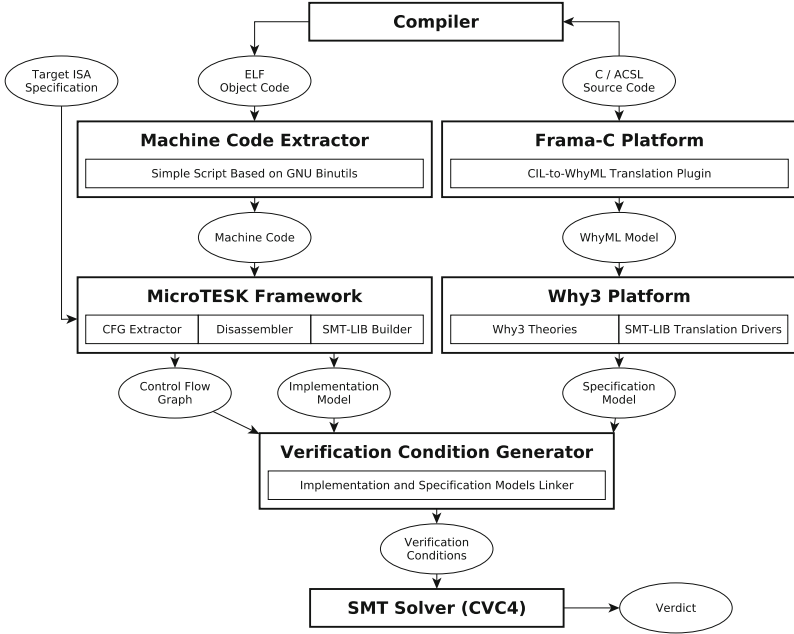 Compiler
Target ISA
Specification
ELF
Object Code
C / ACSL
Source Code
Machine Code Extractor
Simple Script Based on GNU Binutils
Frama-C Platform
CIL-to-WhyML Translation Plugin
Machine Code
WhyML Model
MicroTESK Framework
CFG Extractor
Disassembler
SMT-LIB Builder
Why3 Platform
Why3 Theories
SMT-LIB Translation Drivers
Control Flow
Graph
Implementation
Model
Specification
Model
Verification Condition Generator
Implementation and Specification Models Linker
Verification
Conditions
SMT Solver (CVC4)
Verdict